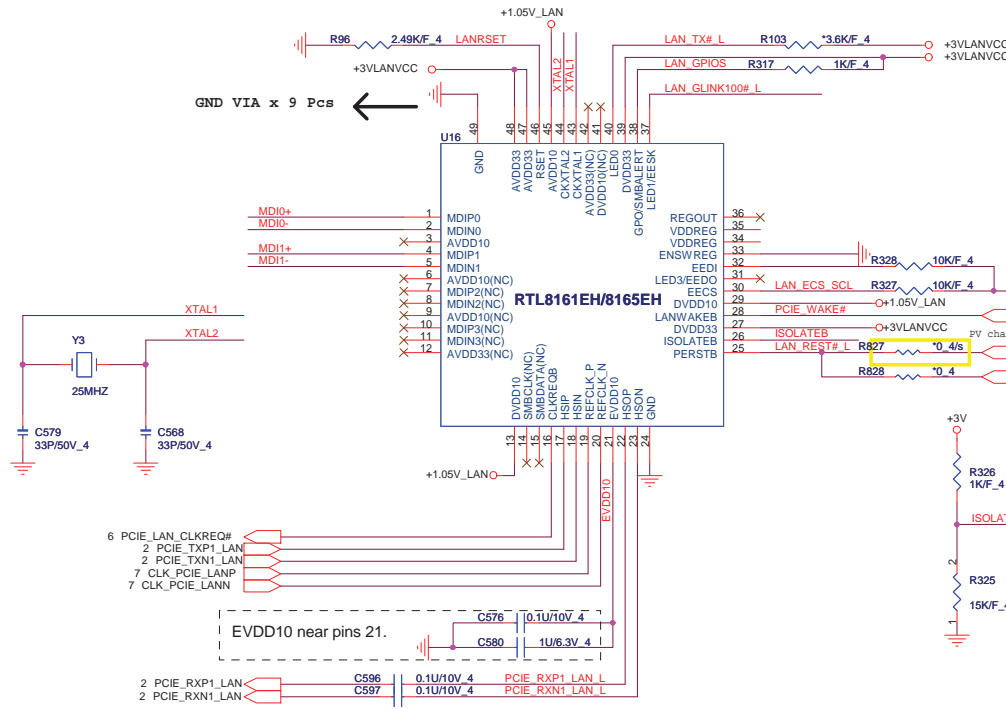 +1.05V_LAN
R96 2.49K/F_4 LANRSET
LAN_TX#_L R103 *3.6K/F_4 +3VLANVCC
+3VLANVCC
+3VLANVCC
LAN_GPIOS R317 1K/F_4
XTAL2
XTAL1
LAN_GLINK100#_L
GND VIA x 9 Pcs
49 48 47 46 45 44 43 42 41 40 39 38 37
U16
GND
AVDD33
AVDD33
RSET
AVDD10
CKXTAL2
CKXTAL1
AVDD33(NC)
DVDD10(NC)
LED0
DVDD33
GPO/SMBALERT
LED1/EESK
MDI0+ 1 MDIP0
MDI0- 2 MDIN0
3 AVDD10
MDI1+ 4 MDIP1
MDI1- 5 MDIN1
6 AVDD10(NC)
7 MDIP2(NC)
8 MDIN2(NC)
9 AVDD10(NC)
10 MDIP3(NC)
11 MDIN3(NC)
12 AVDD33(NC)
RTL8161EH/8165EH
REGOUT 36
VDDREG 35
VDDREG 34
ENSWREG 33
EEDI 32 R328 10K/F_4
LED3/EEDO 31
EECS 30 LAN_ECS_SCL R327 10K/F_4
DVDD10 29 +1.05V_LAN
LANWAKEB 28 PCIE_WAKE#
DVDD33 27 +3VLANVCC
ISOLATEB 26 ISOLATEB PV cha
PERSTB 25 LAN_REST#_L R827 *0_4/s
R828 *0_4
XTAL1
XTAL2
Y3
25MHZ
C579
33P/50V_4
C568
33P/50V_4
DVDD10
SMBCLK(NC)
SMBDATA(NC)
CLKREQB
HSIP
HSIN
REFCLK_P
REFCLK_N
EVDD10
HSOP
HSON
GND
13 14 15 16 17 18 19 20 21 22 23 24
+1.05V_LAN
EVDD10
+3V
R326
1K/F_4
ISOLAT
2
R325
15K/F_4
1
6 PCIE_LAN_CLKREQ#
2 PCIE_TXP1_LAN
2 PCIE_TXN1_LAN
7 CLK_PCIE_LANP
7 CLK_PCIE_LANN
EVDD10 near pins 21.
C576 0.1U/10V_4
C580 1U/6.3V_4
2 PCIE_RXP1_LAN C596 0.1U/10V_4 PCIE_RXP1_LAN_L
2 PCIE_RXN1_LAN C597 0.1U/10V_4 PCIE_RXN1_LAN_L